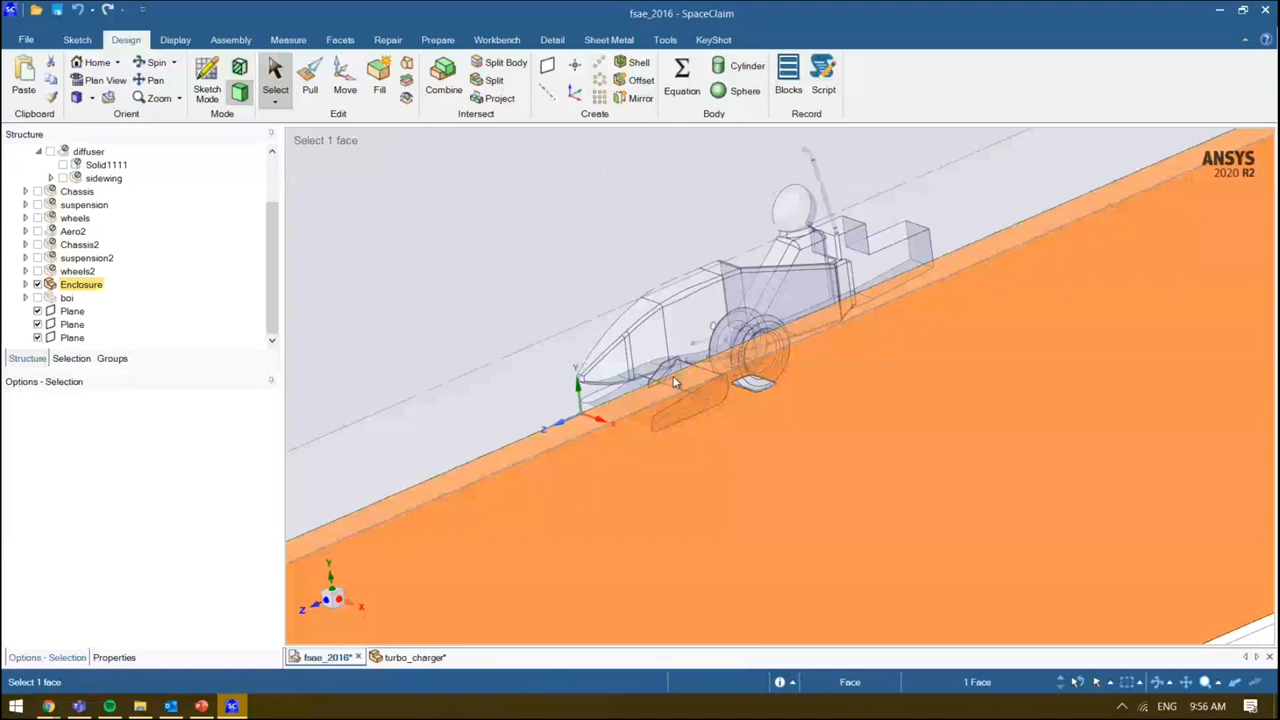 fsae_2016 - SpaceClaim
File Sketch Design Display Assembly Measure Facets Repair Prepare Workbench Detail Sheet Metal Tools KeyShot
Paste
Clipboard
Home Spin
Plan View Pan
Zoom
Orient
Sketch Mode
Mode
Select Pull Move Fill
Edit
Combine
Split Body
Split
Project
Intersect
Shell
Offset
Mirror
Create
Equation
Cylinder
Sphere
Body
Blocks Script
Record
Structure
diffuser
Solid1111
sidewing
Chassis
suspension
wheels
Aero2
Chassis2
suspension2
wheels2
Enclosure
boi
Plane
Plane
Plane
Structure Selection Groups
Options - Selection
Options - Selection Properties
Select 1 face
ANSYS
2020 R2
Y
Z
X
Y
Z
X
fsae_2016* turbo_charger*
Select 1 face Face 1 Face
ENG 9:56 AM